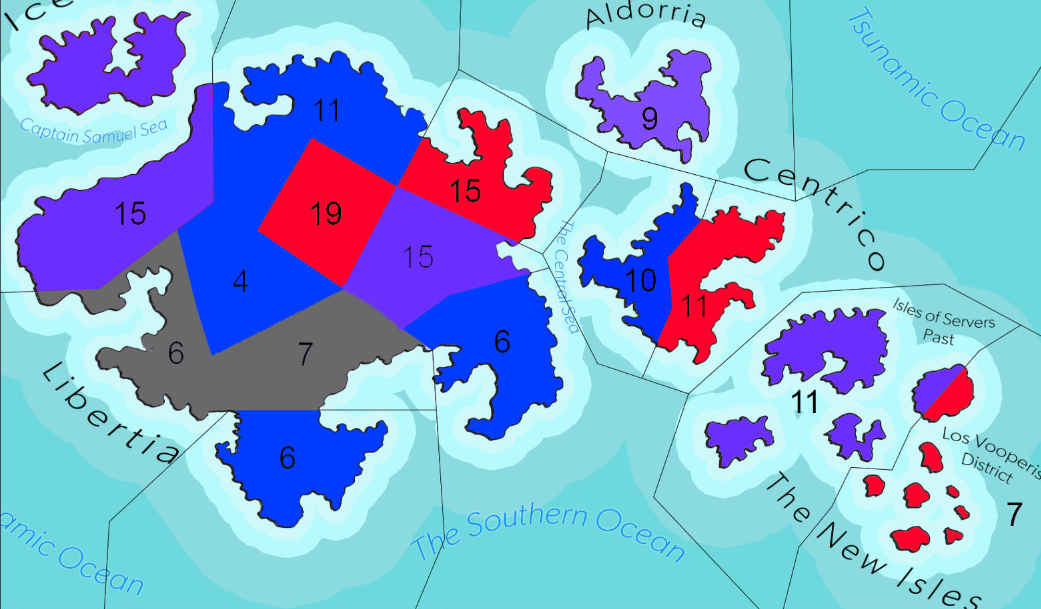 Ice
Aldorria
Tsunamic Ocean
Captain Samuel Sea
11
9
15
19
15
15
Centrico
The Central Sea
4
10
11
Isles of Servers
Past
6
7
6
11
Libertia
Los Vooperis
District
6
7
The New Isles
The Southern Ocean
amic Ocean